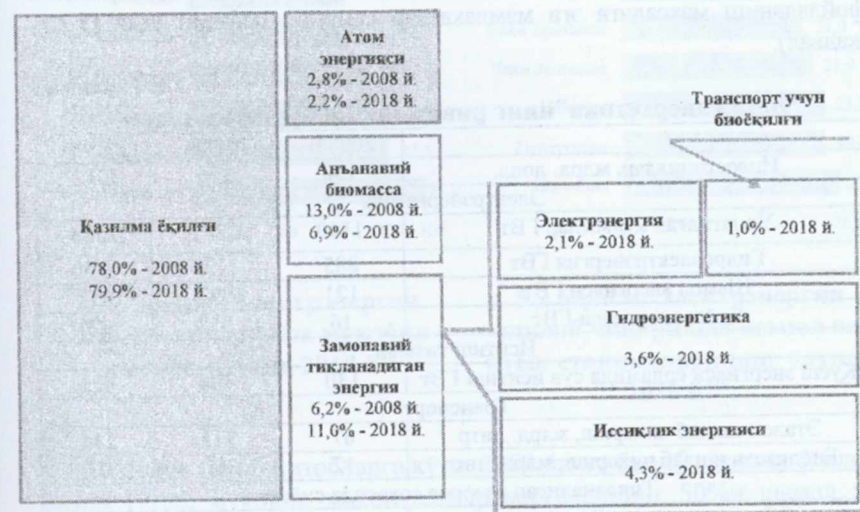 Қазилма ёқилғи
78,0% - 2008 й.
79,9% - 2018 й.
Атом
энергияси
2,8% - 2008 й.
2,2% - 2018 й.
Анъанавий
биомасса
13,0% - 2008 й.
6,9% - 2018 й.
Замонавий
тикланадиган
энергия
6,2% - 2008 й.
11,0% - 2018 й.
Транспорт учун
биоёқилғи
Электрэнергия
2,1% - 2018 й.
1,0% - 2018 й.
Гидроэнергетика
3,6% - 2018 й.
Иссиқлик энергияси
4,3% - 2018 й.